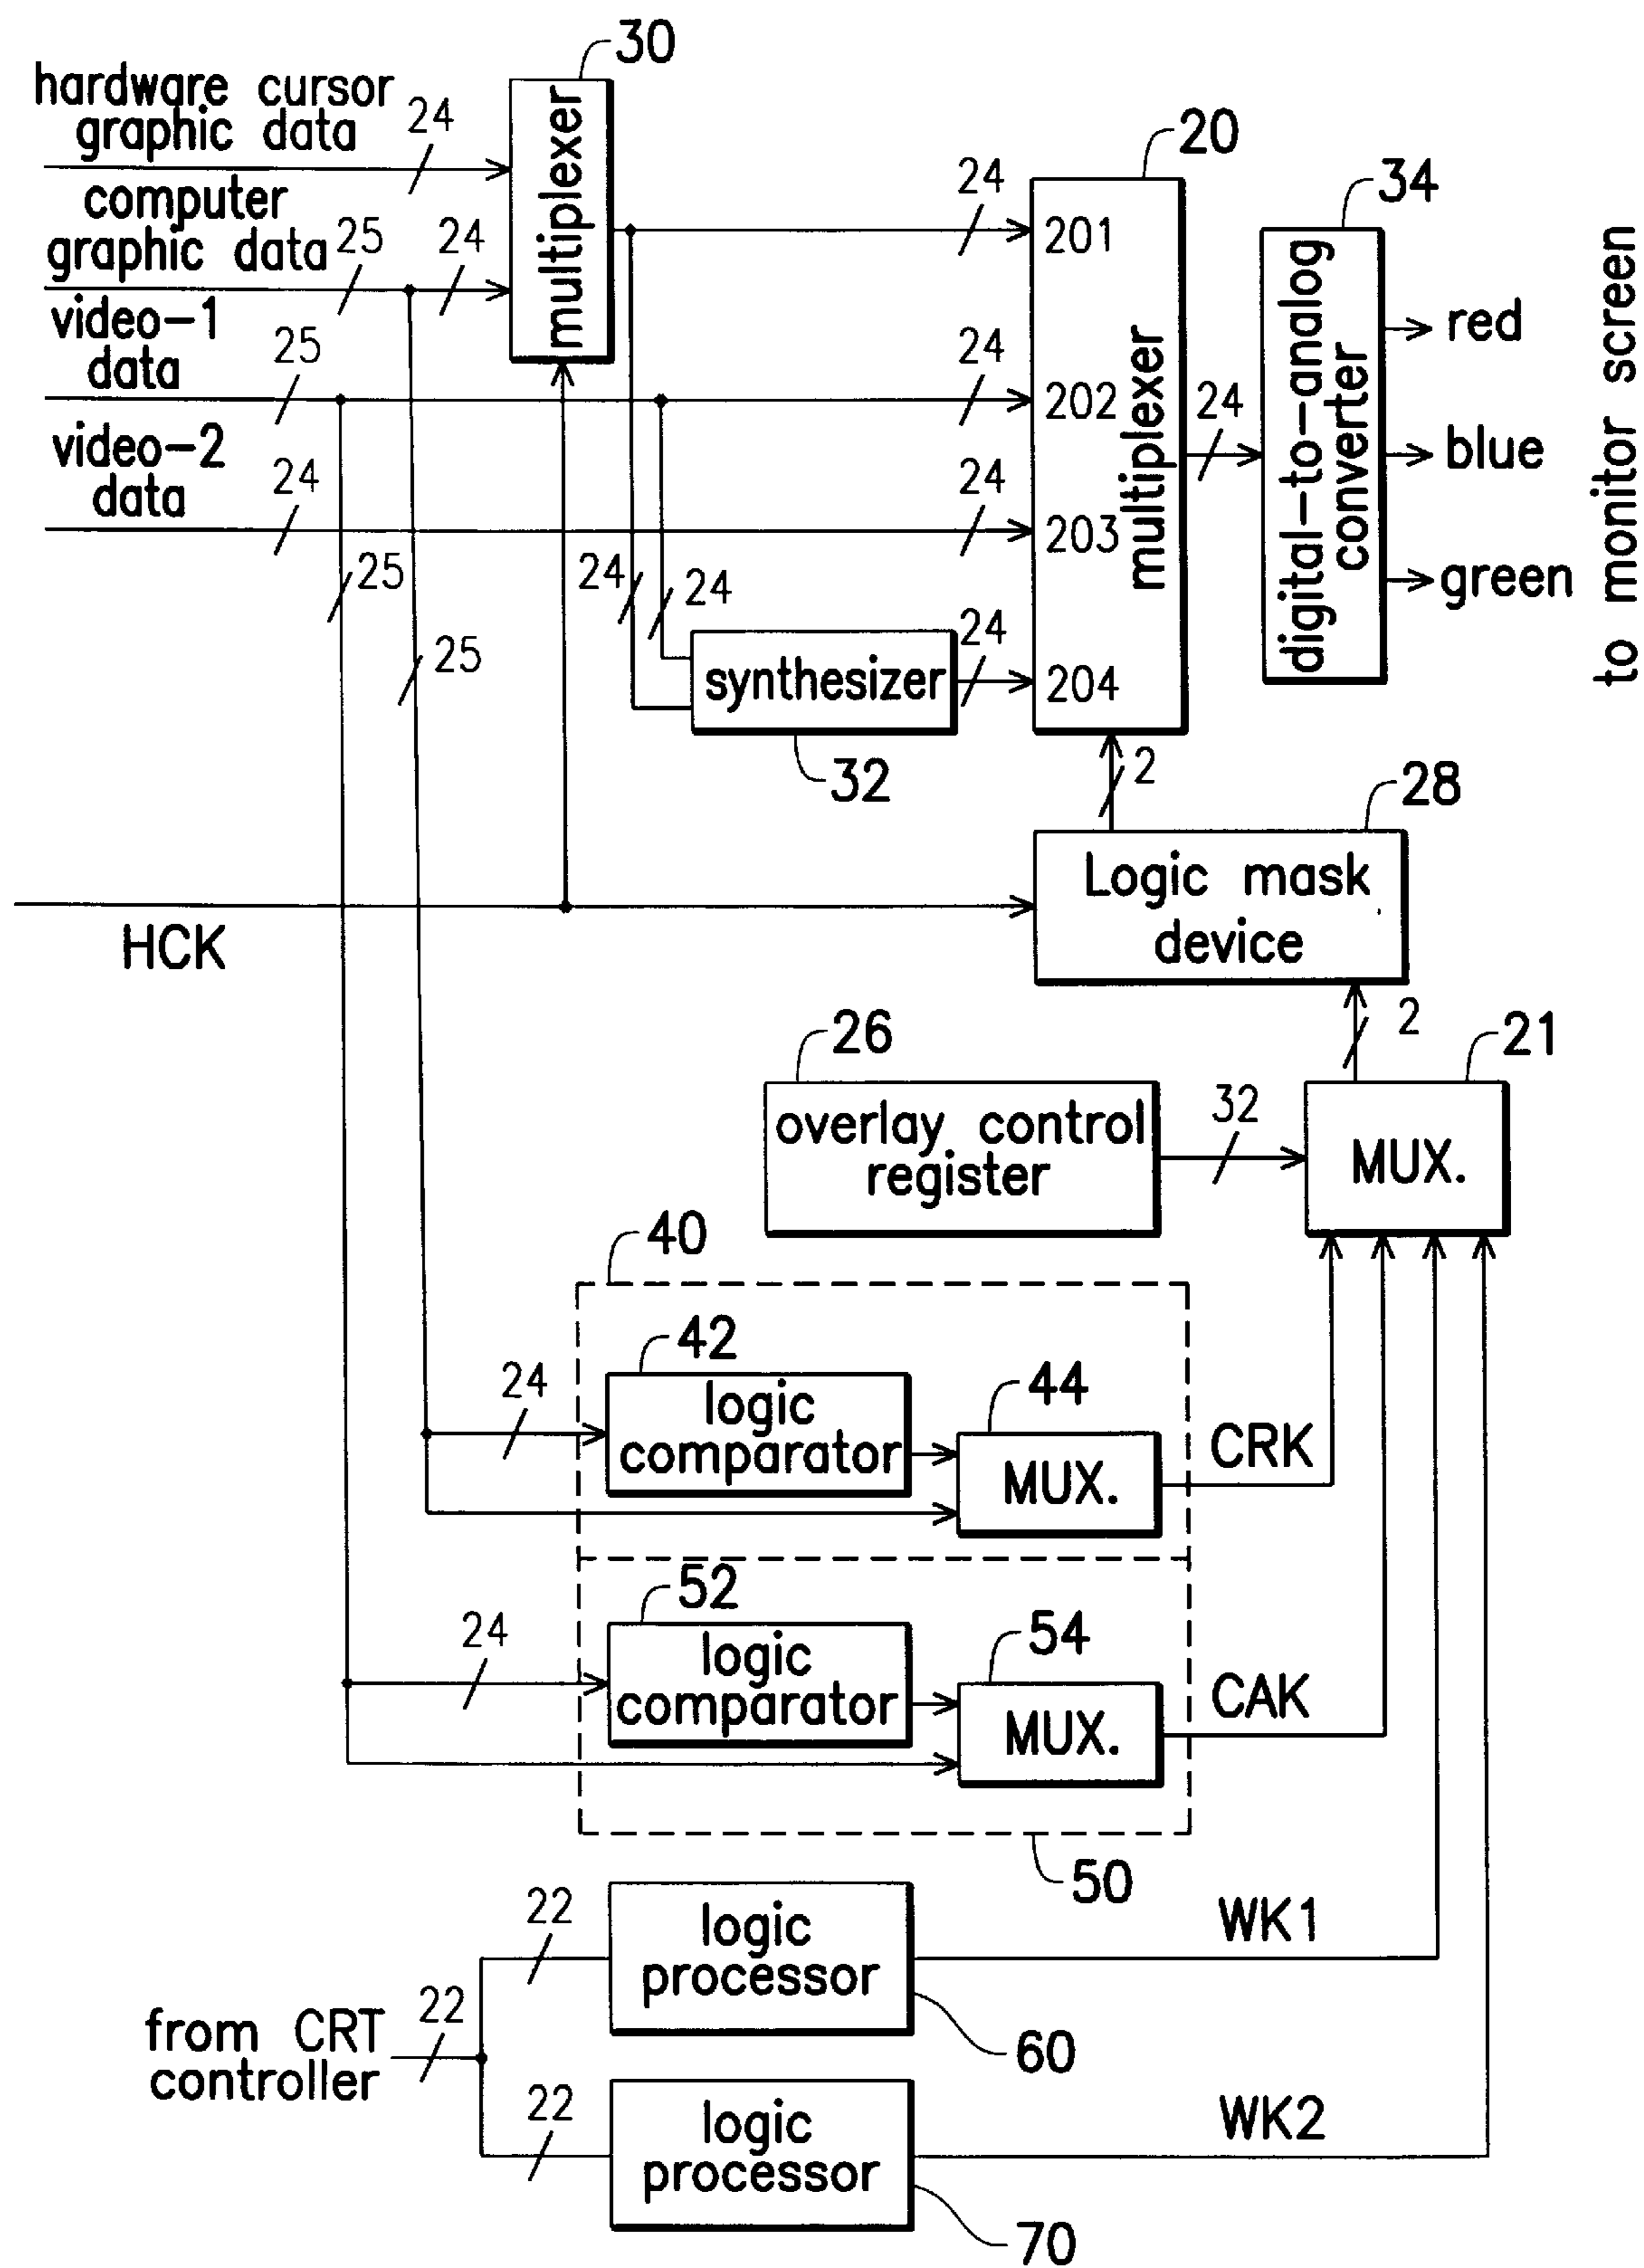 30
hardware cursor
graphic data
24
multiplexer
20
computer
graphic data
25
24
24
201
34
video-1
data
25
24
202
multiplexer
24
digital-to-analog
converter
red
blue
green
to monitor screen
video-2
data
24
24
203
25
24
24
25
synthesizer
24
204
32
2
28
HCK
Logic mask
device
26
2
21
overlay control
register
32
MUX.
40
42
24
logic
comparator
44
MUX.
CRK
52
24
logic
comparator
54
MUX.
CAK
50
22
logic
processor
WK1
from CRT
controller
22
60
22
logic
processor
WK2
70